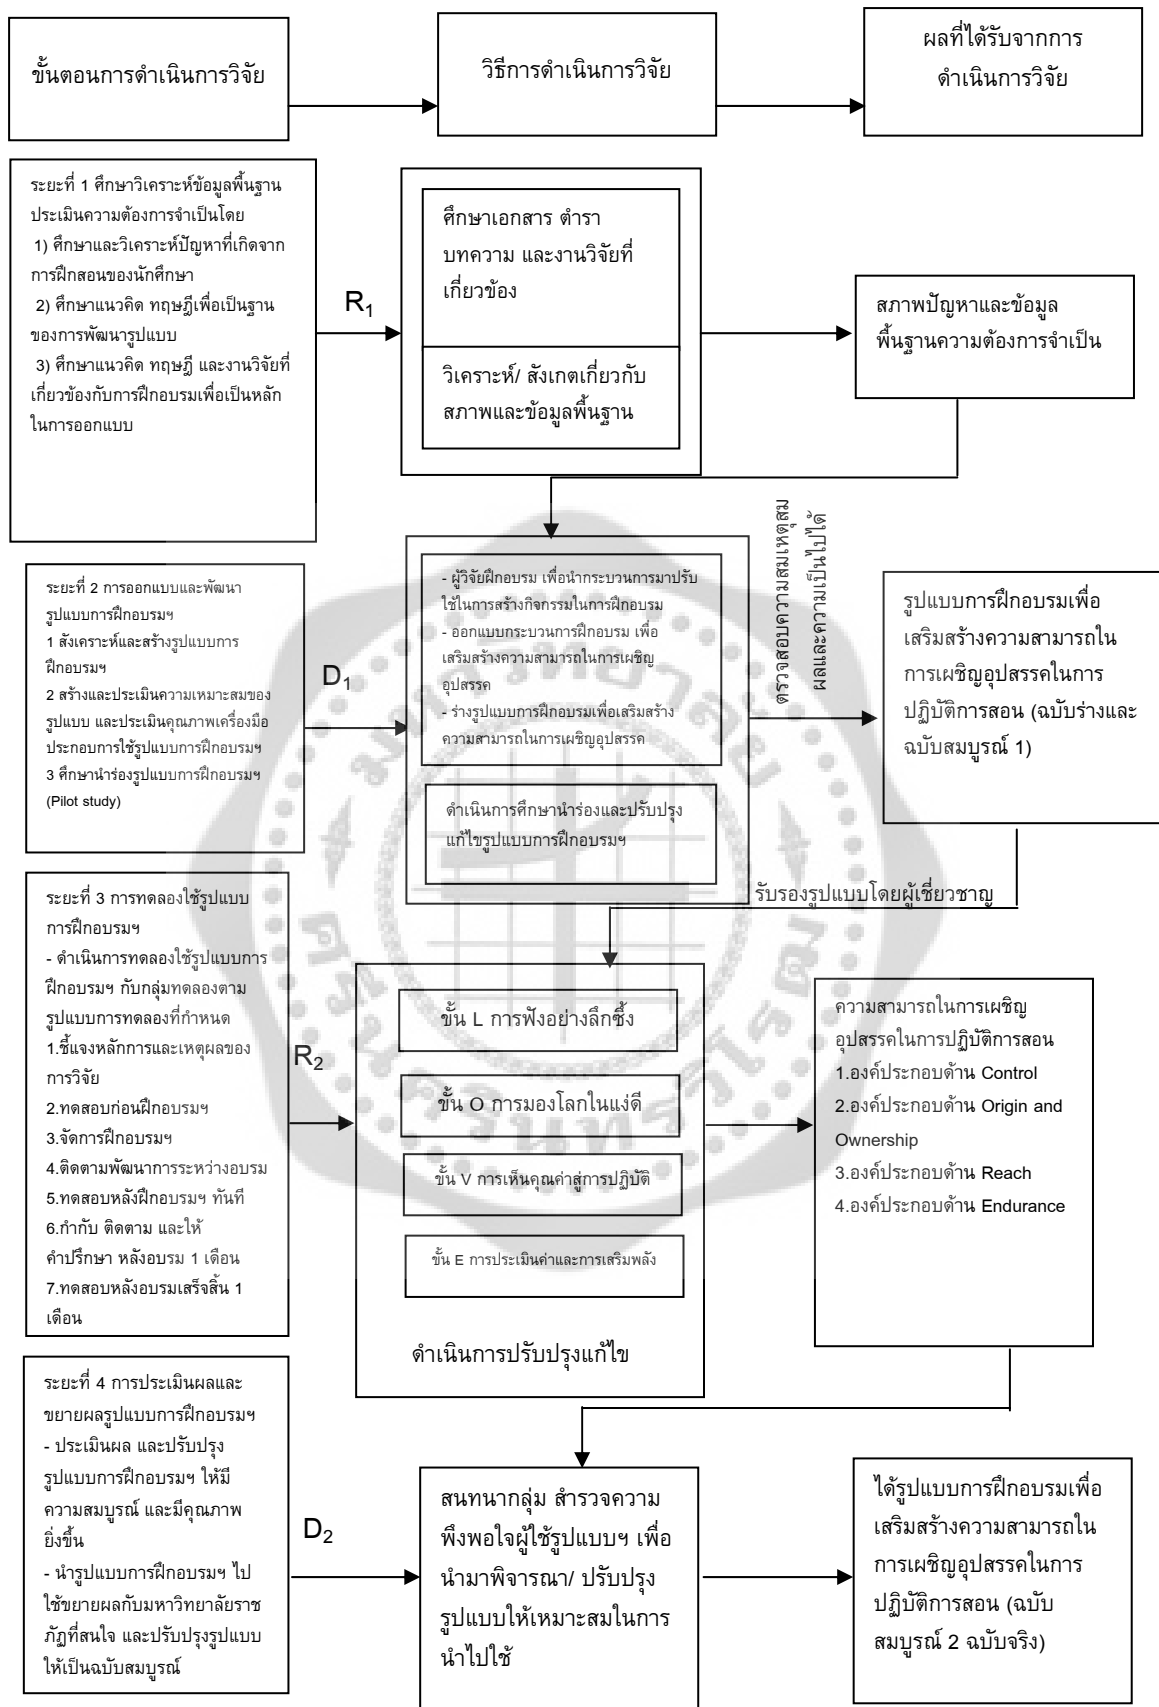 ขั้นตอนการดำเนินการวิจัย
วิธีการดำเนินการวิจัย
ผลที่ได้รับจากการ
ดำเนินการวิจัย
ระยะที่ 1 ศึกษาวิเคราะห์ข้อมูลพื้นฐาน
ประเมินความต้องการจำเป็นโดย
1) ศึกษาและวิเคราะห์ปัญหาที่เกิดจาก
การฝึกสอนของนักศึกษา
2) ศึกษาแนวคิด ทฤษฎีเพื่อเป็นฐาน
ของการพัฒนารูปแบบ
3) ศึกษาแนวคิด ทฤษฎี และงานวิจัยที่
เกี่ยวข้องกับการฝึกอบรมเพื่อเป็นหลัก
ในการออกแบบ
R1
ศึกษาเอกสาร ตำรา
บทความ และงานวิจัยที่
เกี่ยวข้อง
วิเคราะห์/ สังเกตเกี่ยวกับ
สภาพและข้อมูลพื้นฐาน
สภาพปัญหาและข้อมูล
พื้นฐานความต้องการจำเป็น
ระยะที่ 2 การออกแบบและพัฒนา
รูปแบบการฝึกอบรมฯ
1 สังเคราะห์และสร้างรูปแบบการ
ฝึกอบรมฯ
2 สร้างและประเมินความเหมาะสมของ
รูปแบบ และประเมินคุณภาพเครื่องมือ
ประกอบการใช้รูปแบบการฝึกอบรมฯ
3 ศึกษานำร่องรูปแบบการฝึกอบรมฯ
(Pilot study)
D1
- ผู้วิจัยฝึกอบรม เพื่อนำกระบวนการมาปรับ
ใช้ในการสร้างกิจกรรมในการฝึกอบรม
- ออกแบบกระบวนการฝึกอบรม เพื่อ
เสริมสร้างความสามารถในการเผชิญ
อุปสรรค
- ร่างรูปแบบการฝึกอบรมเพื่อเสริมสร้าง
ความสามารถในการเผชิญอุปสรรค
ดำเนินการศึกษานำร่องและปรับปรุง
แก้ไขรูปแบบการฝึกอบรมฯ
ตรวจสอบความสมเหตุสม
ผลและความเป็นไปได้
รูปแบบการฝึกอบรมเพื่อ
เสริมสร้างความสามารถใน
การเผชิญอุปสรรคในการ
ปฏิบัติการสอน (ฉบับร่างและ
ฉบับสมบูรณ์ 1)
รับรองรูปแบบโดยผู้เชี่ยวชาญ
ระยะที่ 3 การทดลองใช้รูปแบบ
การฝึกอบรมฯ
- ดำเนินการทดลองใช้รูปแบบการ
ฝึกอบรมฯ กับกลุ่มทดลองตาม
รูปแบบการทดลองที่กำหนด
1.ชี้แจงหลักการและเหตุผลของ
การวิจัย
2.ทดสอบก่อนฝึกอบรมฯ
3.จัดการฝึกอบรมฯ
4.ติดตามพัฒนาการระหว่างอบรม
5.ทดสอบหลังฝึกอบรมฯ ทันที
6.กำกับ ติดตาม และให้
คำปรึกษา หลังอบรม 1 เดือน
7.ทดสอบหลังอบรมเสร็จสิ้น 1
เดือน
R2
ขั้น L การฟังอย่างลึกซึ้ง
ขั้น O การมองโลกในแง่ดี
ขั้น V การเห็นคุณค่าสู่การปฏิบัติ
ขั้น E การประเมินค่าและการเสริมพลัง
ดำเนินการปรับปรุงแก้ไข
ความสามารถในการเผชิญ
อุปสรรคในการปฏิบัติการสอน
1.องค์ประกอบด้าน Control
2.องค์ประกอบด้าน Origin and
Ownership
3.องค์ประกอบด้าน Reach
4.องค์ประกอบด้าน Endurance
ระยะที่ 4 การประเมินผลและ
ขยายผลรูปแบบการฝึกอบรมฯ
- ประเมินผล และปรับปรุง
รูปแบบการฝึกอบรมฯ ให้มี
ความสมบูรณ์ และมีคุณภาพ
ยิ่งขึ้น
- นำรูปแบบการฝึกอบรมฯ ไป
ใช้ขยายผลกับมหาวิทยาลัยราช
ภัฏที่สนใจ และปรับปรุงรูปแบบ
ให้เป็นฉบับสมบูรณ์
D2
สนทนากลุ่ม สำรวจความ
พึงพอใจผู้ใช้รูปแบบฯ เพื่อ
นำมาพิจารณา/ ปรับปรุง
รูปแบบให้เหมาะสมในการ
นำไปใช้
ได้รูปแบบการฝึกอบรมเพื่อ
เสริมสร้างความสามารถใน
การเผชิญอุปสรรคในการ
ปฏิบัติการสอน (ฉบับ
สมบูรณ์ 2 ฉบับจริง)
มหาวิทยาลัย
ศรีนครินทรวิโรฒ